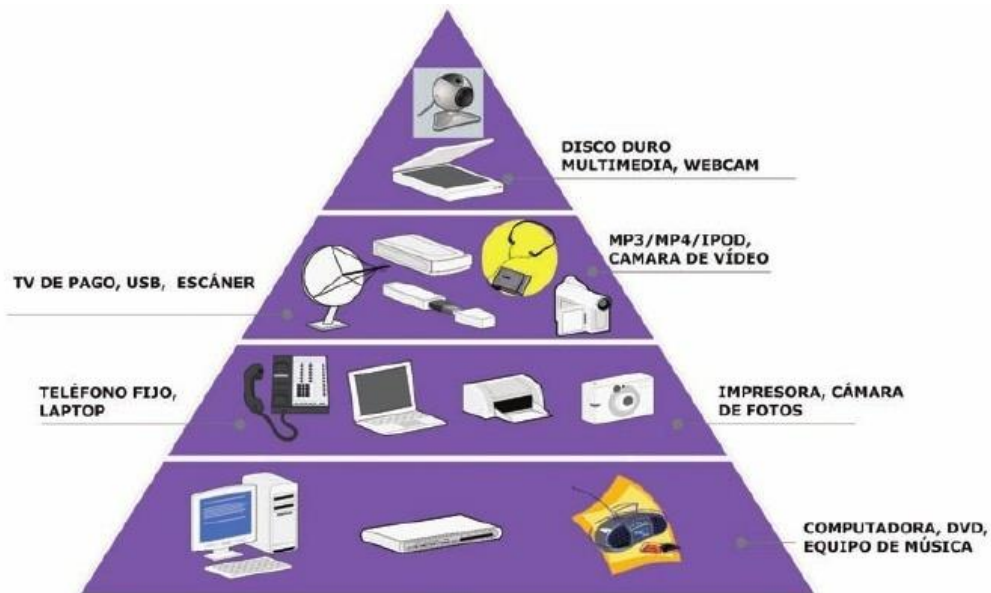 DISCO DURO
MULTIMEDIA, WEBCAM
MP3/MP4/IPOD,
CAMARA DE VÍDEO
TV DE PAGO, USB, ESCÁNER
TELÉFONO FIJO,
LAPTOP
IMPRESORA, CÁMARA
DE FOTOS
COMPUTADORA, DVD,
EQUIPO DE MÚSICA